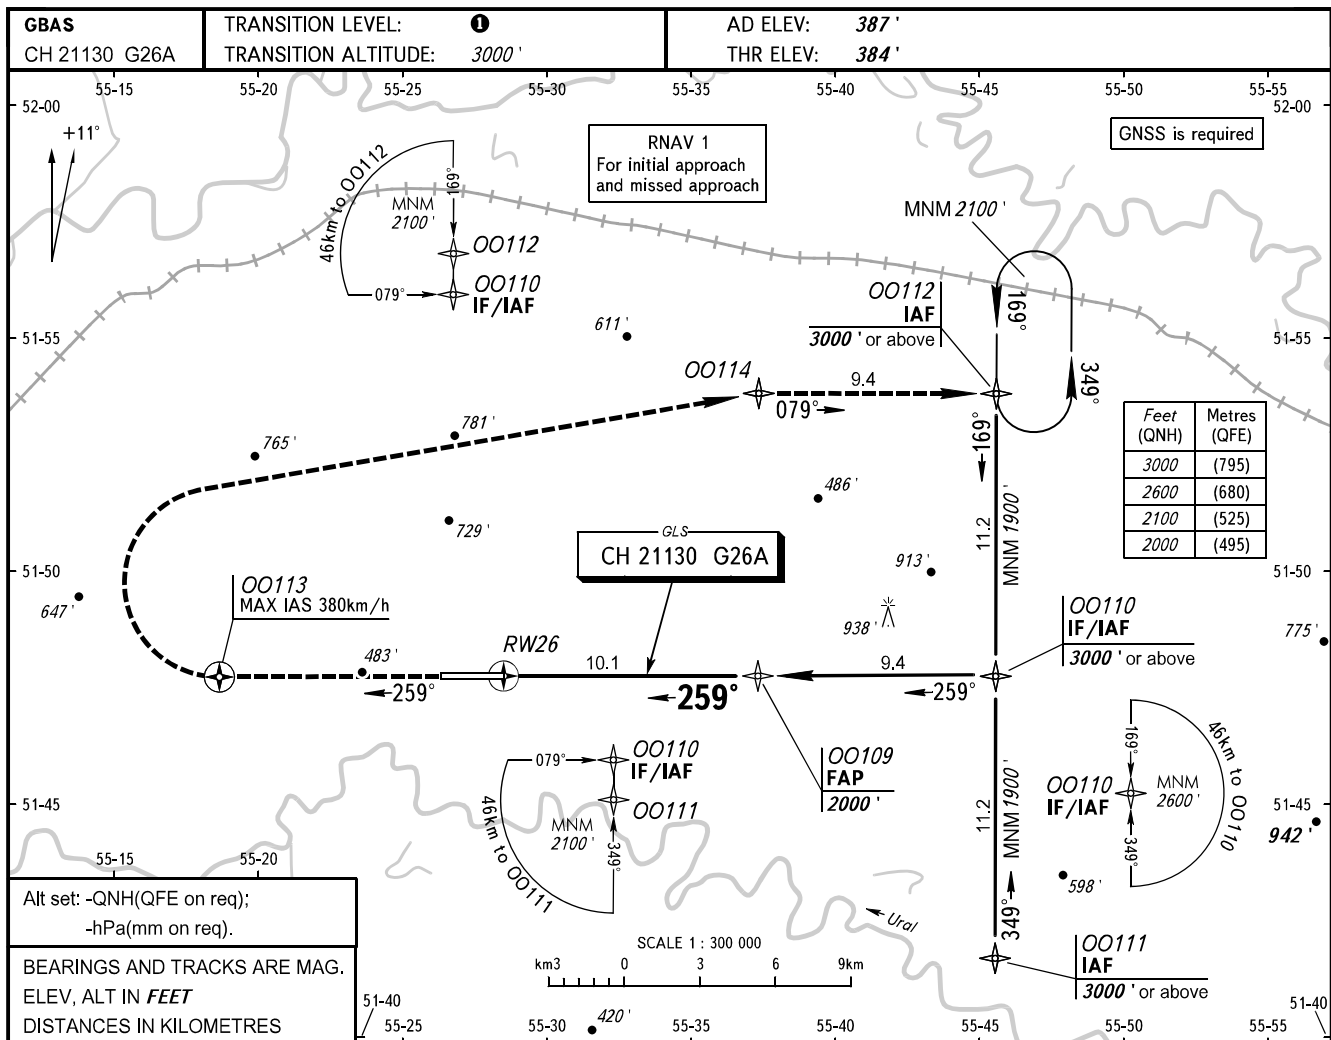 GBAS
CH 21130 G26A
TRANSITION LEVEL: ❶
TRANSITION ALTITUDE: 3000 '
AD ELEV: 387 '
THR ELEV: 384 '
55-15 55-20 55-25 55-30 55-35 55-40 55-45 55-50 55-55
52-00 52-00
+11°
46km to OO112
169°
MNM
2100 '
OO112
079°
OO110
IF/IAF
RNAV 1
For initial approach
and missed approach
GNSS is required
MNM 2100 '
169°
349°
OO112
IAF
3000 ' or above
51-55 51-55
611 '
OO114
9.4
079°
169°
781 '
765 '
729 '
486 '
913 '
938 '
Feet
(QNH)
Metres
(QFE)
3000 (795)
2600 (680)
2100 (525)
2000 (495)
11.2
MNM 1900 '
GLS
CH 21130 G26A
51-50 51-50
647 '
OO113
MAX IAS 380km/h
OO110
IF/IAF
3000 ' or above
775 '
483 '
RW26
10.1
9.4
259°
259°
259°
079°
OO110
IF/IAF
OO111
MNM
2100 '
349°
46km to OO111
OO109
FAP
2000 '
11.2
MNM 1900 '
349°
169°
OO110
IF/IAF
MNM
2600 '
349°
46km to OO110
51-45 51-45
942 '
598 '
55-15 55-20
Ural
OO111
IAF
3000 ' or above
Alt set: -QNH(QFE on req);
-hPa(mm on req).
BEARINGS AND TRACKS ARE MAG.
ELEV, ALT IN FEET
DISTANCES IN KILOMETRES
SCALE 1 : 300 000
km3 0 3 6 9km
51-40 51-40
420 '
55-25 55-30 55-35 55-40 55-45 55-50 55-55